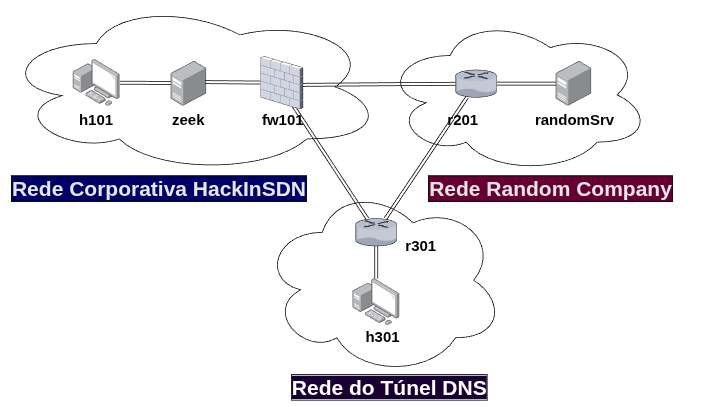 h101
zeek
fw101
r201
randomSrv
Rede Corporativa HackInSDN
Rede Random Company
r301
h301
Rede do Túnel DNS